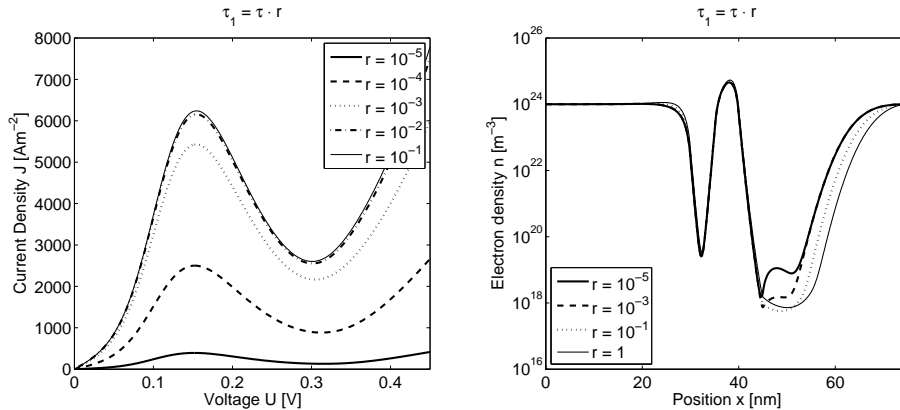 τ₁ = τ · r
8000
7000
6000
5000
4000
3000
2000
1000
0
Current Density J [Am⁻²]
0
0.1
0.2
0.3
0.4
Voltage U [V]
r = 10⁻⁵
r = 10⁻⁴
r = 10⁻³
r = 10⁻²
r = 10⁻¹
τ₁ = τ · r
10²⁶
10²⁴
10²²
10²⁰
10¹⁸
10¹⁶
Electron density n [m⁻³]
0
20
40
60
Position x [nm]
r = 10⁻⁵
r = 10⁻³
r = 10⁻¹
r = 1